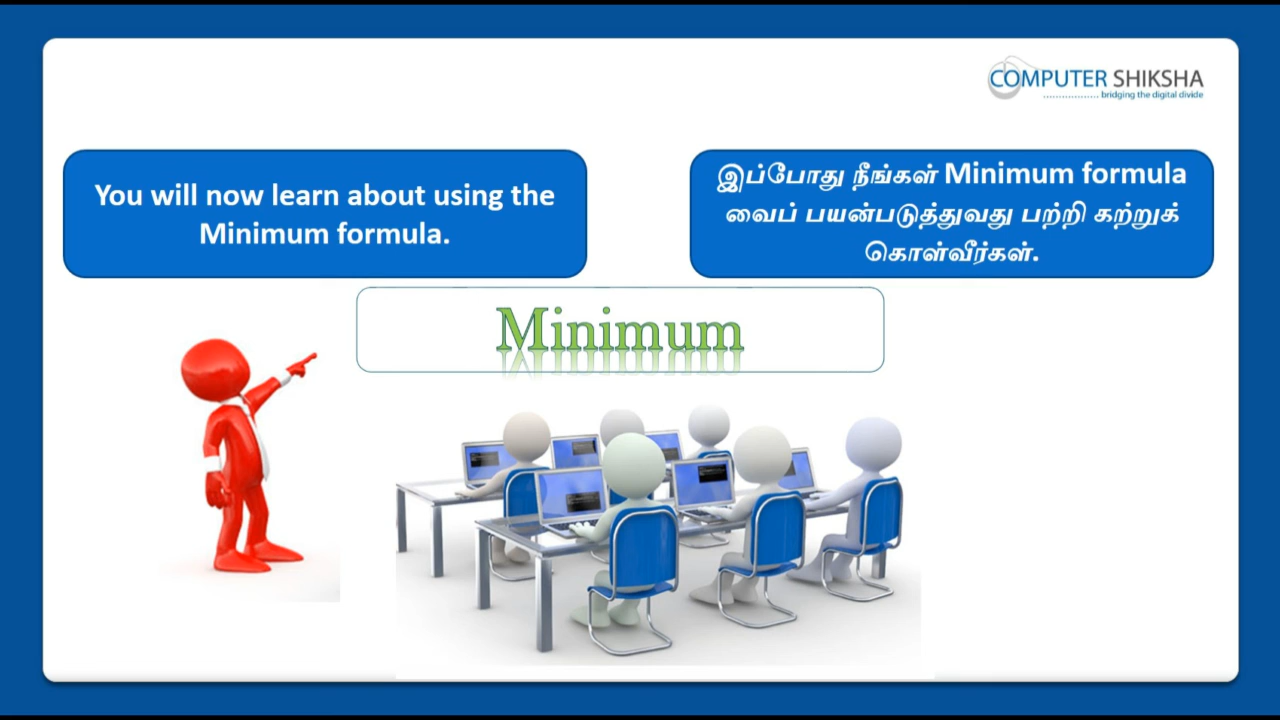 COMPUTER SHIKSHA
bridging the digital divide
You will now learn about using the
Minimum formula.
இப்போது நீங்கள் Minimum formula
வைப் பயன்படுத்துவது பற்றி கற்றுக்
கொள்வீர்கள்.
Minimum